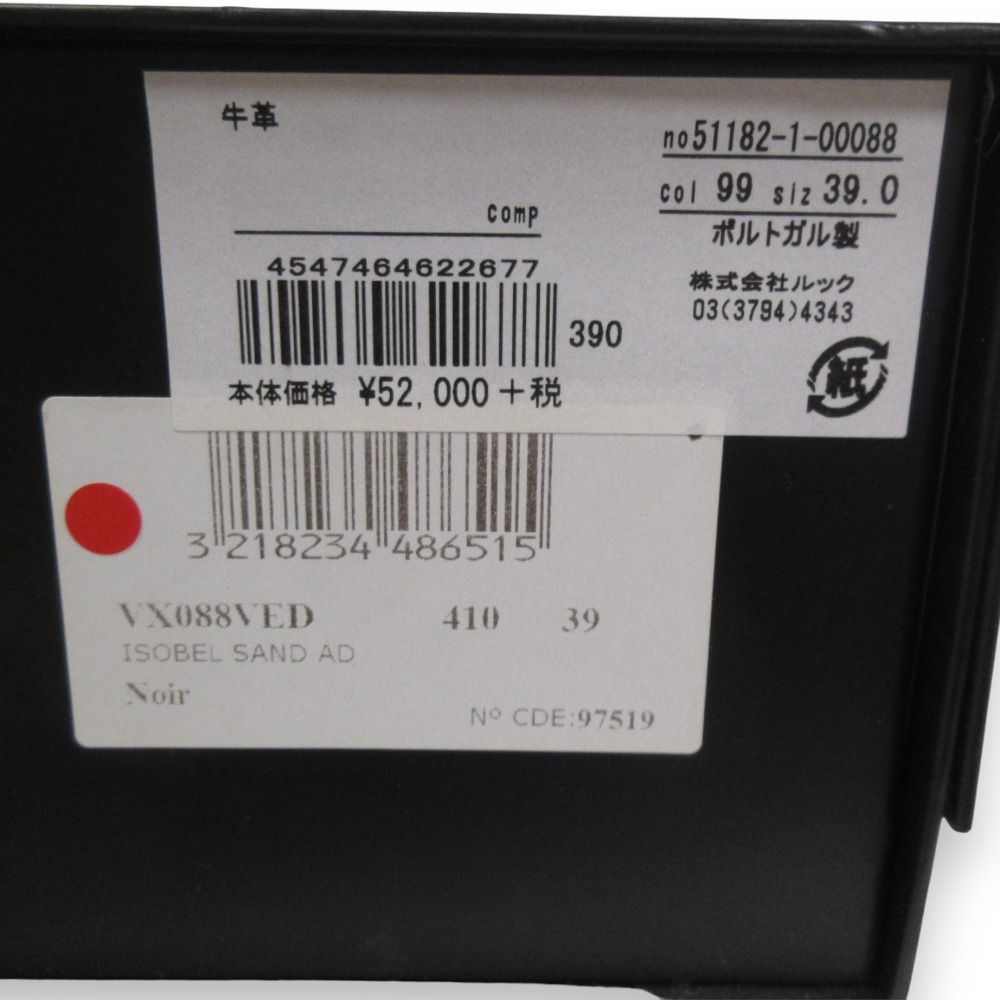 牛革
no51182-1-00088
col 99 siz 39.0
comp
ポルトガル製
4547464622677
株式会社ルック
03(3794)4343
390
本体価格 ¥52,000+税
紙
3 218234 486515
VX088VED 410 39
ISOBEL SAND AD
Noir
Nº CDE:97519